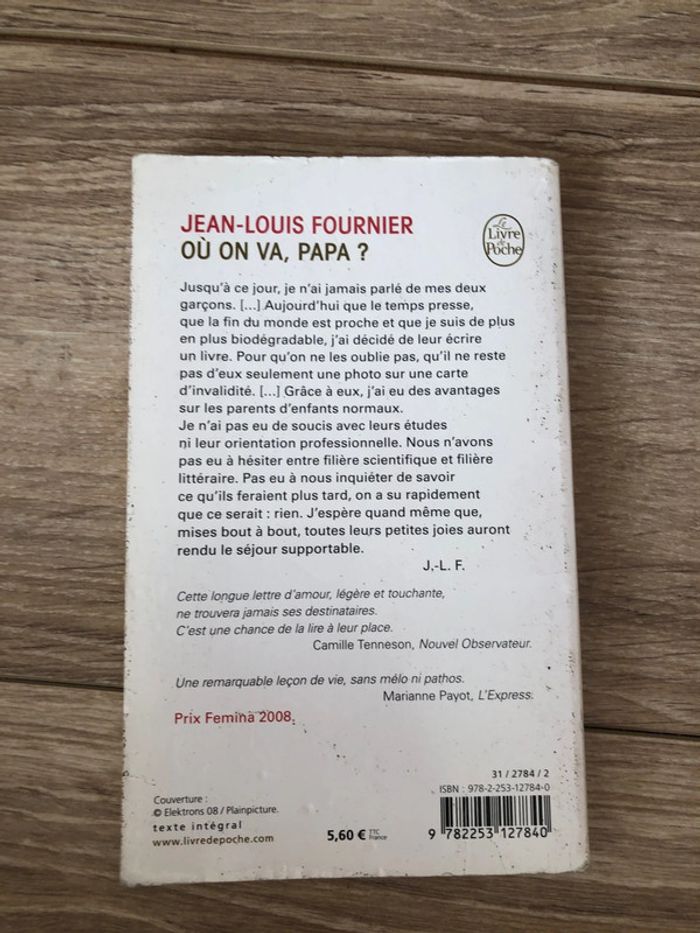 JEAN-LOUIS FOURNIER
OÙ ON VA, PAPA ?
Le
Livre
de
Poche
Jusqu'à ce jour, je n'ai jamais parlé de mes deux
garçons. [...] Aujourd'hui que le temps presse,
que la fin du monde est proche et que je suis de plus
en plus biodégradable, j'ai décidé de leur écrire
un livre. Pour qu'on ne les oublie pas, qu'il ne reste
pas d'eux seulement une photo sur une carte
d'invalidité. [...] Grâce à eux, j'ai eu des avantages
sur les parents d'enfants normaux.
Je n'ai pas eu de soucis avec leurs études
ni leur orientation professionnelle. Nous n'avons
pas eu à hésiter entre filière scientifique et filière
littéraire. Pas eu à nous inquiéter de savoir
ce qu'ils feraient plus tard, on a su rapidement
que ce serait : rien. J'espère quand même que,
mises bout à bout, toutes leurs petites joies auront
rendu le séjour supportable.
J.-L. F.
Cette longue lettre d'amour, légère et touchante,
ne trouvera jamais ses destinataires.
C'est une chance de la lire à leur place.
Camille Tenneson, Nouvel Observateur.
Une remarquable leçon de vie, sans mélo ni pathos.
Marianne Payot, L'Express.
Prix Femina 2008.
31 / 2784 / 2
ISBN : 978-2-253-12784-0
Couverture :
© Elektrons 08 / Plainpicture.
texte intégral
www.livredepoche.com
5,60 € TTC France
9 782253 127840